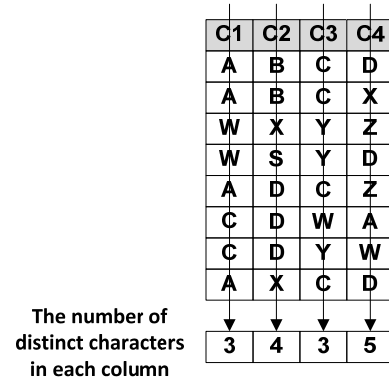 C1 C2 C3 C4
A B C D
A B C X
W X Y Z
W S Y D
A D C Z
C D W A
C D Y W
A X C D
The number of
distinct characters
in each column
3 4 3 5